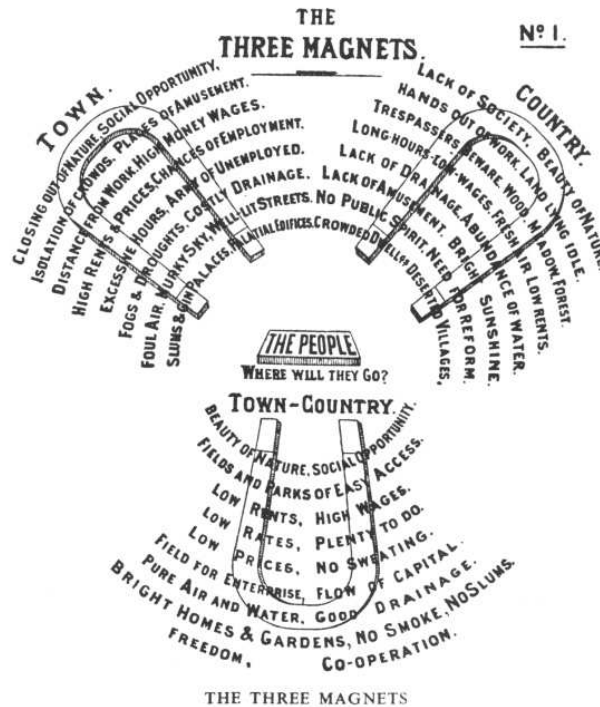 THE
THREE MAGNETS.
Nº 1.
TOWN.
CLOSING OUT OF NATURE. SOCIAL OPPORTUNITY.
ISOLATION OF CROWDS. PLACES OF AMUSEMENT.
DISTANCE FROM WORK. HIGH MONEY WAGES.
HIGH RENTS & PRICES. CHANCES OF EMPLOYMENT.
EXCESSIVE HOURS. ARMY OF UNEMPLOYED.
FOGS & DROUGHTS. COSTLY DRAINAGE.
FOUL AIR. MURKY SKY. WELL-LIT STREETS.
SLUMS & GIN PALACES. PALATIAL EDIFICES.
COUNTRY.
LACK OF SOCIETY. BEAUTY OF NATURE.
HANDS OUT OF WORK. LAND LYING IDLE.
TRESPASSERS BEWARE. WOOD, MEADOW, FOREST.
LONG-HOURS-LOW-WAGES. FRESH AIR. LOW RENTS.
LACK OF DRAINAGE. ABUNDANCE OF WATER.
LACK OF AMUSEMENT. BRIGHT SUNSHINE.
NO PUBLIC SPIRIT. NEED FOR REFORM.
CROWDED DWELLGS DESERTED VILLAGES,
THE PEOPLE
WHERE WILL THEY GO?
TOWN-COUNTRY.
BEAUTY OF NATURE. SOCIAL OPPORTUNITY.
FIELDS AND PARKS OF EASY ACCESS.
LOW RENTS, HIGH WAGES.
LOW RATES, PLENTY TO DO.
LOW PRICES, NO SWEATING.
FIELD FOR ENTERPRISE, FLOW OF CAPITAL.
PURE AIR AND WATER, GOOD DRAINAGE.
BRIGHT HOMES & GARDENS, NO SMOKE, NO SLUMS.
FREEDOM, CO-OPERATION.
THE THREE MAGNETS